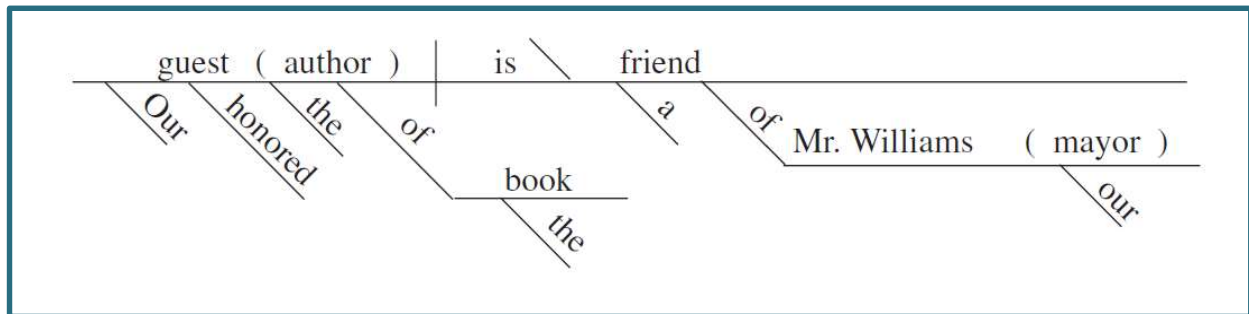 guest ( author ) is friend
Our honored the of a of
Mr. Williams ( mayor )
book our
the